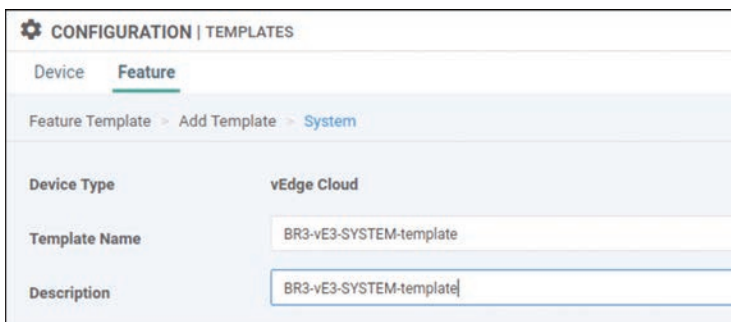 CONFIGURATION | TEMPLATES
Device Feature
Feature Template > Add Template > System
Device Type vEdge Cloud
Template Name BR3-vE3-SYSTEM-template
Description BR3-vE3-SYSTEM-template